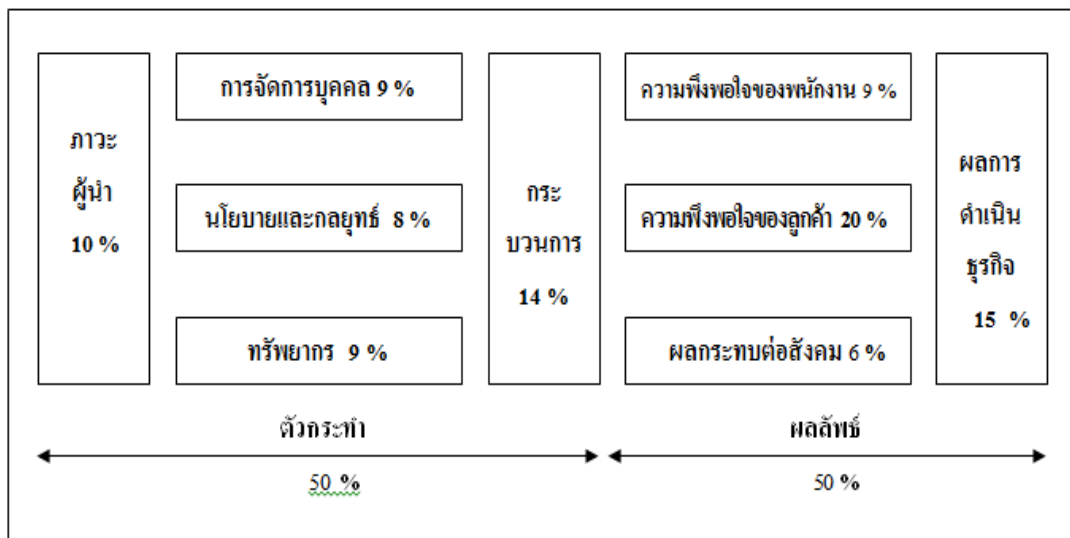 ภาวะ
ผู้นำ
10 %
การจัดการบุคคล 9 %
นโยบายและกลยุทธ์ 8 %
ทรัพยากร 9 %
กระ
บวนการ
14 %
ความพึงพอใจของพนักงาน 9 %
ความพึงพอใจของลูกค้า 20 %
ผลกระทบต่อสังคม 6 %
ผลการ
ดำเนิน
ธุรกิจ
15 %
ตัวกระทำ
50 %
ผลลัพธ์
50 %